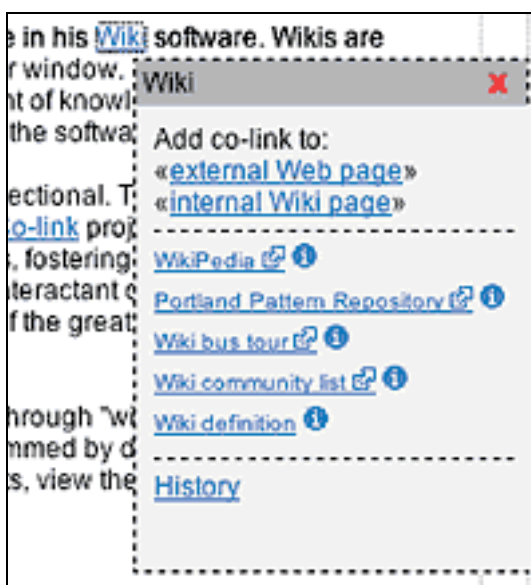 e in his Wiki software. Wikis are
r window.
nt of knowl
the softwa
ectional. T
Co-link proj
s, fostering
nteractant
f the great
hrough "w
mmed by d
s, view the
Wiki
Add co-link to:
«external Web page»
«internal Wiki page»
WikiPedia
Portland Pattern Repository
Wiki bus tour
Wiki community list
Wiki definition
History